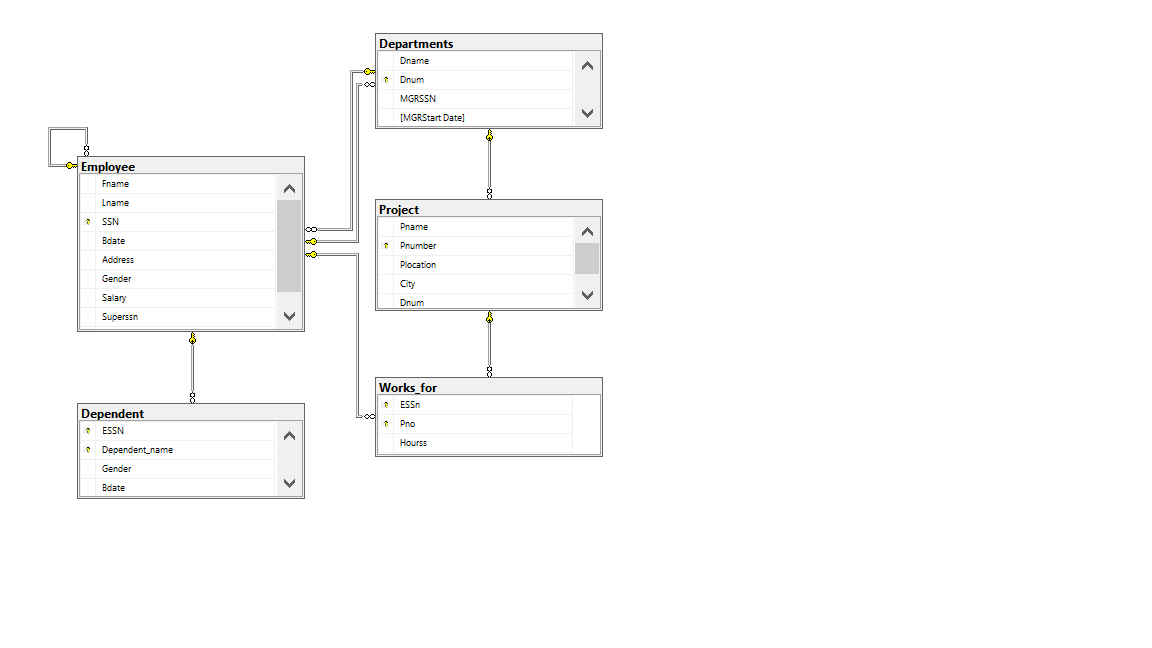 Departments
Dname
Dnum
MGRSSN
[MGRStart Date]
Employee
Fname
Lname
SSN
Bdate
Address
Gender
Salary
Superssn
Project
Pname
Pnumber
Plocation
City
Dnum
Works_for
ESSn
Pno
Hourss
Dependent
ESSN
Dependent_name
Gender
Bdate